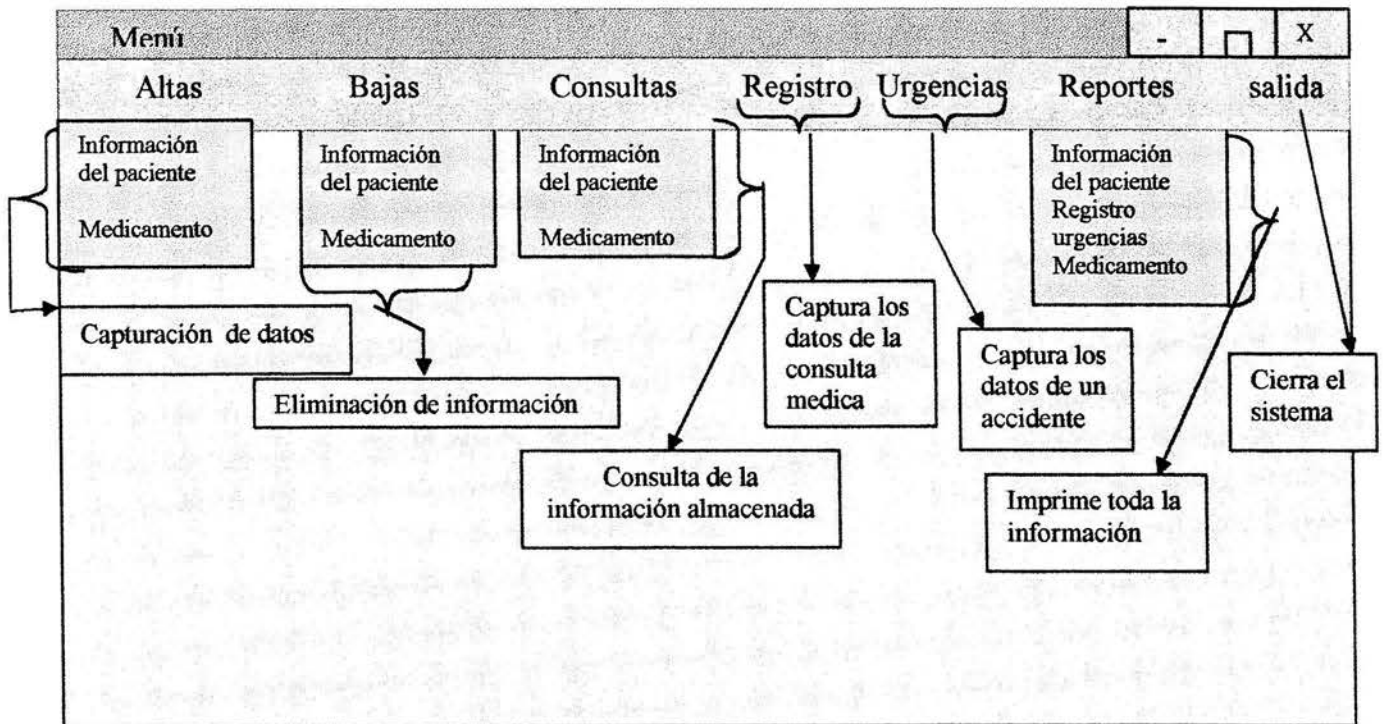 Menú
- X
Altas Bajas Consultas Registro Urgencias Reportes salida
Información
del paciente
Medicamento
Información
del paciente
Medicamento
Información
del paciente
Medicamento
Información
del paciente
Registro
urgencias
Medicamento
Capturación de datos
Eliminación de información
Consulta de la
información almacenada
Captura los
datos de la
consulta
medica
Captura los
datos de un
accidente
Imprime toda la
información
Cierra el
sistema